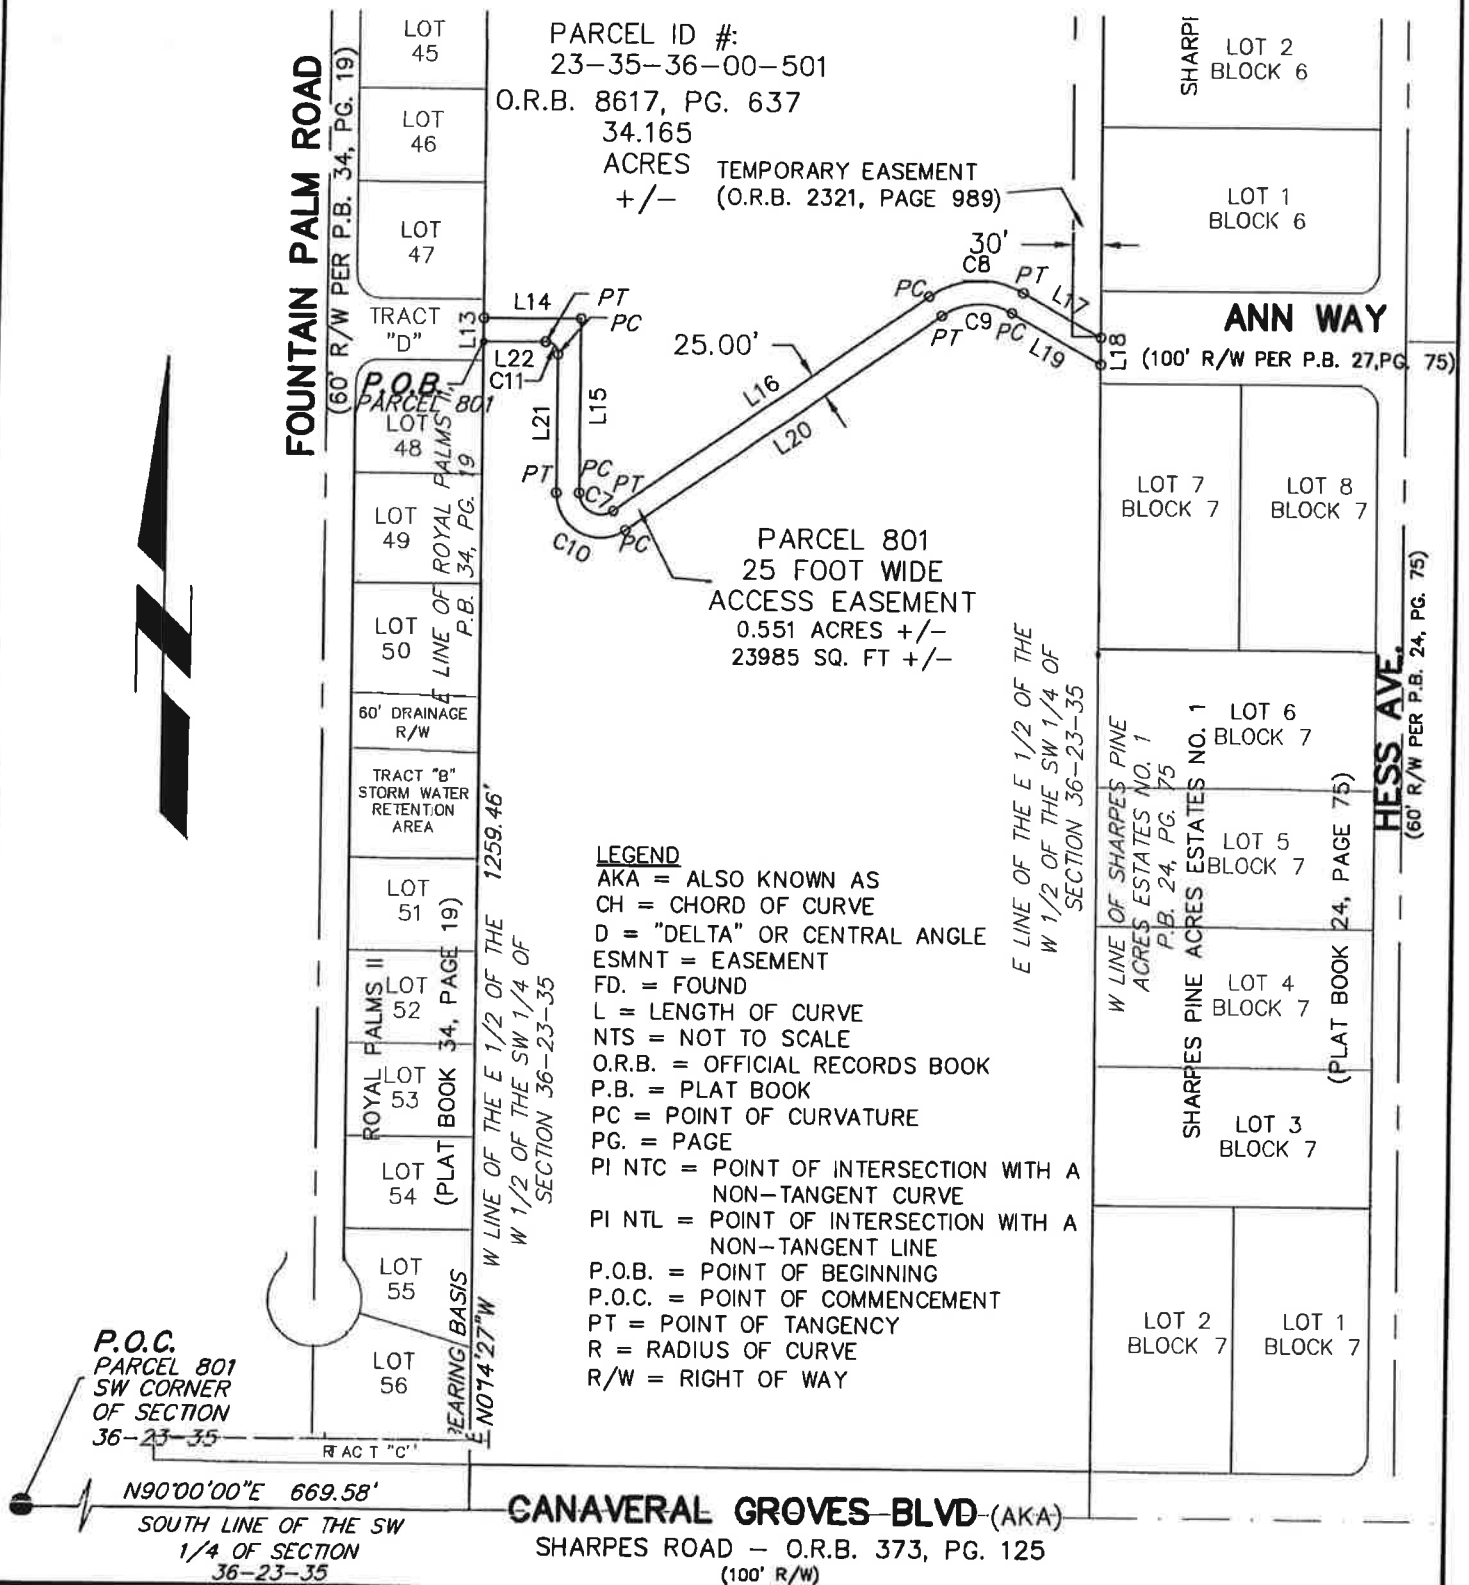 LOT
45
LOT
46
LOT
47
TRACT
"D"
FOUNTAIN PALM ROAD
(60' R/W PER P.B. 34, PG. 19)
PARCEL ID #:
23-35-36-00-501
O.R.B. 8617, PG. 637
34.165
ACRES
+/-
TEMPORARY EASEMENT
(O.R.B. 2321, PAGE 989)
30'
SHARPE
LOT 2
BLOCK 6
LOT 1
BLOCK 6
ANN WAY
(100' R/W PER P.B. 27,PG. 75)
L13
L14
PT
PC
L22
C11
L21
L15
PT
PC
PT
C7
C10
PC
25.00'
L16
L20
PC
C8
PT
L17
PT
C9
PC
L19
L18
P.O.B.
PARCEL 801
LOT
48
LOT
49
LOT
50
E LINE OF ROYAL PALMS II,
P.B. 34, PG. 19
60' DRAINAGE
R/W
TRACT "B"
STORM WATER
RETENTION
AREA
LOT
51
LOT
52
LOT
53
LOT
54
LOT
55
LOT
56
ROYAL PALMS II
(PLAT BOOK 34, PAGE 19)
PARCEL 801
25 FOOT WIDE
ACCESS EASEMENT
0.551 ACRES +/-
23985 SQ. FT +/-
LOT 7
BLOCK 7
LOT 8
BLOCK 7
LOT 6
BLOCK 7
LOT 5
BLOCK 7
LOT 4
BLOCK 7
LOT 3
BLOCK 7
LOT 2
BLOCK 7
LOT 1
BLOCK 7
E LINE OF THE E 1/2 OF THE
W 1/2 OF THE SW 1/4 OF
SECTION 36-23-35
W LINE OF SHARPES PINE
ACRES ESTATES NO. 1
P.B. 24, PG. 75
SHARPES PINE ACRES ESTATES NO. 1
(PLAT BOOK 24, PAGE 75)
HESS AVE.
(60' R/W PER P.B. 24, PG. 75)
LEGEND
AKA = ALSO KNOWN AS
CH = CHORD OF CURVE
D = "DELTA" OR CENTRAL ANGLE
ESMNT = EASEMENT
FD. = FOUND
L = LENGTH OF CURVE
NTS = NOT TO SCALE
O.R.B. = OFFICIAL RECORDS BOOK
P.B. = PLAT BOOK
PC = POINT OF CURVATURE
PG. = PAGE
PI NTC = POINT OF INTERSECTION WITH A
NON-TANGENT CURVE
PI NTL = POINT OF INTERSECTION WITH A
NON-TANGENT LINE
P.O.B. = POINT OF BEGINNING
P.O.C. = POINT OF COMMENCEMENT
PT = POINT OF TANGENCY
R = RADIUS OF CURVE
R/W = RIGHT OF WAY
BEARING BASIS
N0°14'27"W W LINE OF THE E 1/2 OF THE 1259.46'
W 1/2 OF THE SW 1/4 OF
SECTION 36-23-35
P.O.C.
PARCEL 801
SW CORNER
OF SECTION
36-23-35
TRACT "C"
N90°00'00"E 669.58'
SOUTH LINE OF THE SW
1/4 OF SECTION
36-23-35
CANAVERAL GROVES BLVD (AKA)
SHARPES ROAD - O.R.B. 373, PG. 125
(100' R/W)